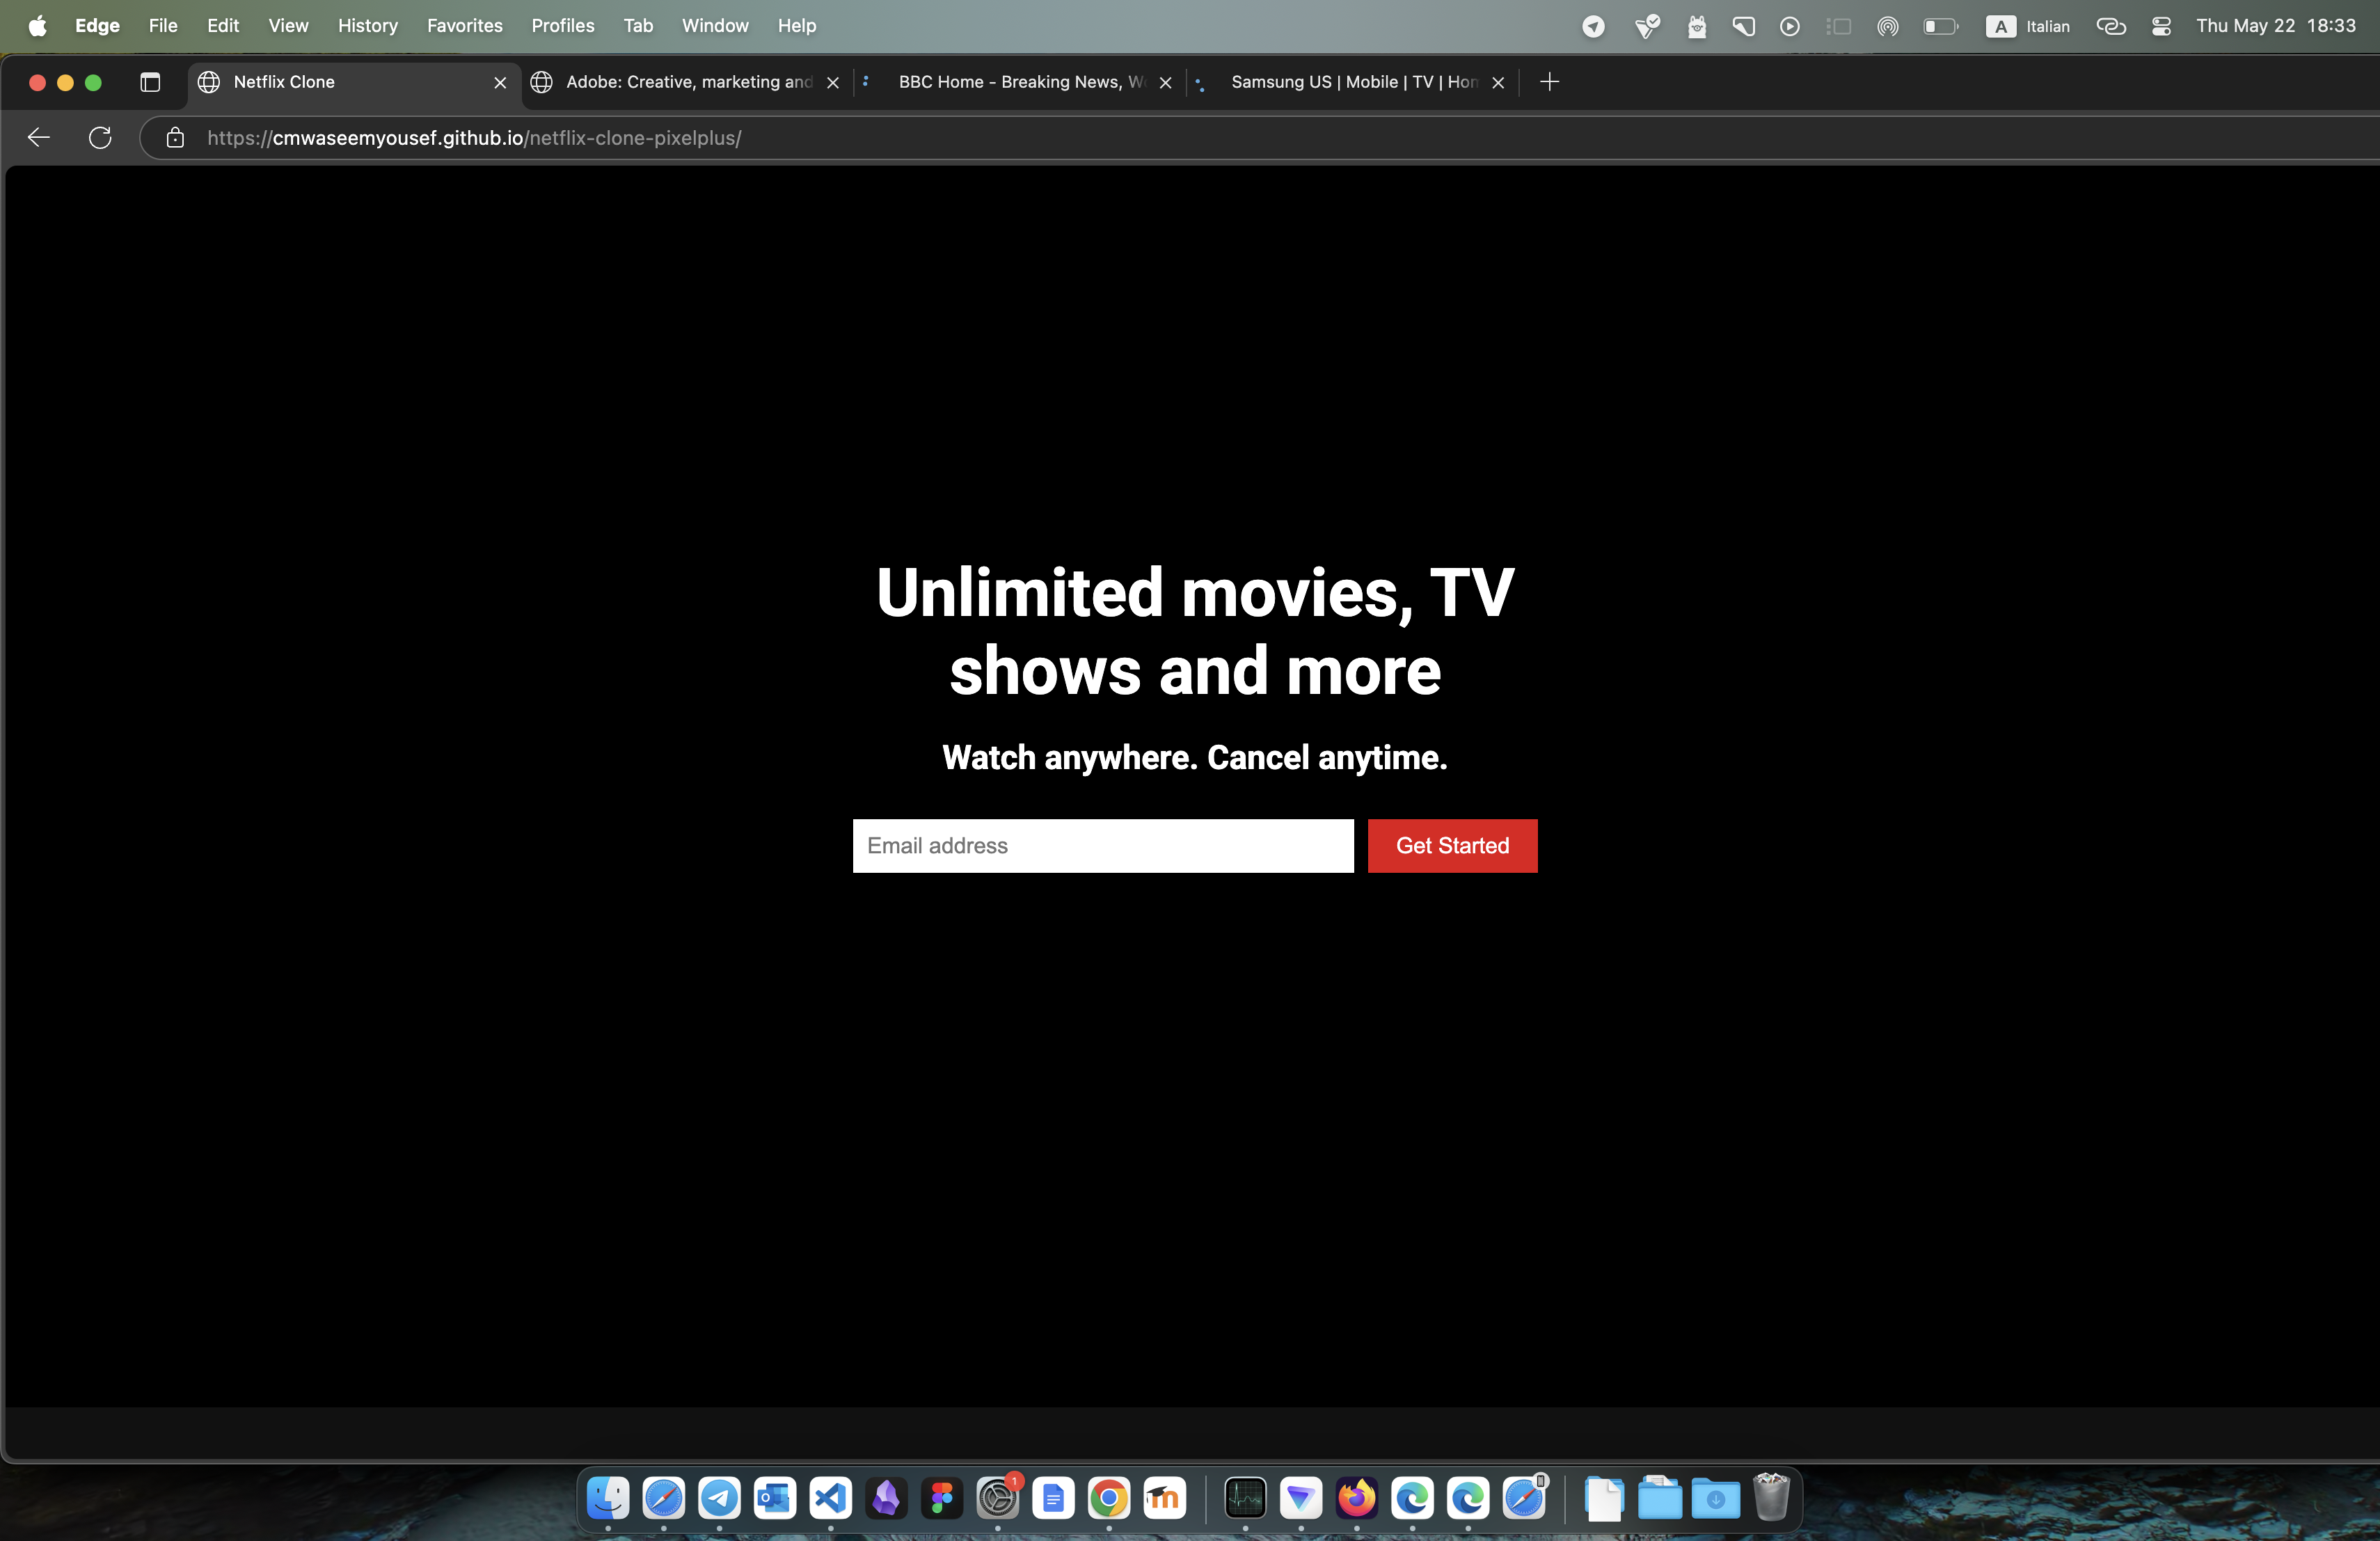 Edge File Edit View History Favorites Profiles Tab Window Help A Italian Thu May 22 18:33
Netflix Clone Adobe: Creative, marketing and BBC Home - Breaking News, W Samsung US | Mobile | TV | Hom
https://cmwaseemyousef.github.io/netflix-clone-pixelplus/
Unlimited movies, TV
shows and more
Watch anywhere. Cancel anytime.
Email address Get Started
1